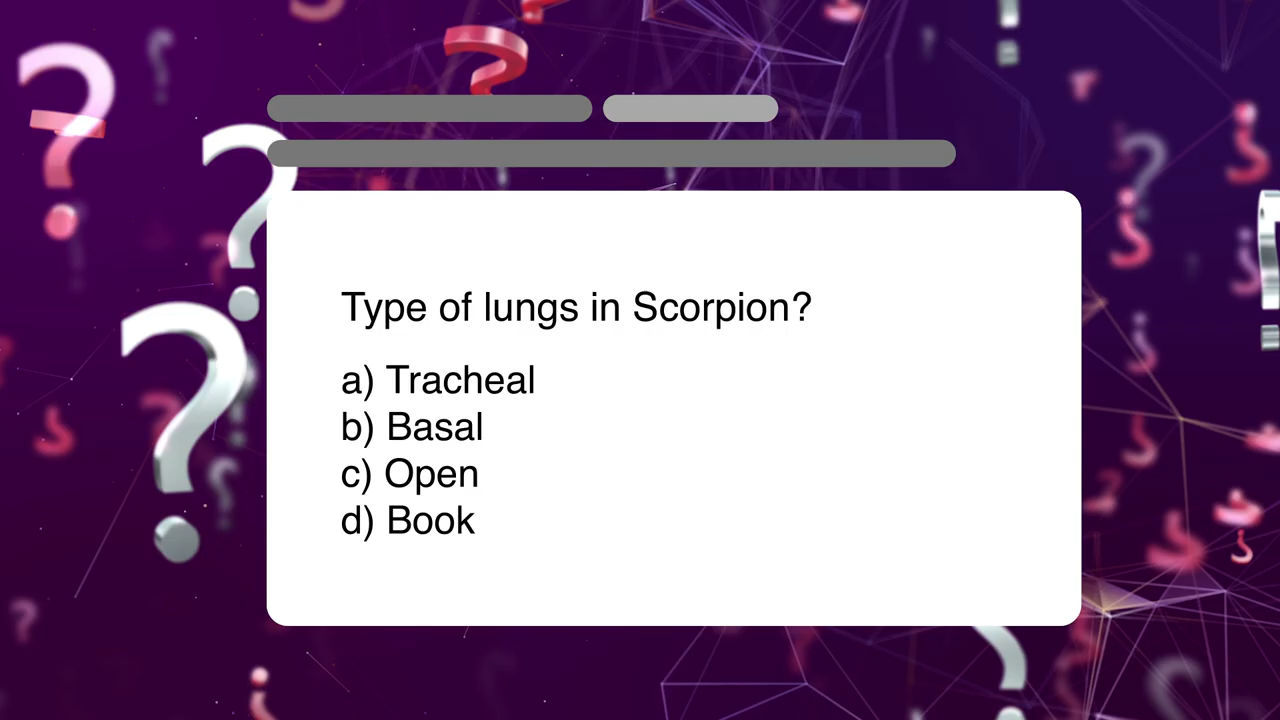 Type of lungs in Scorpion?
a) Tracheal
b) Basal
c) Open
d) Book